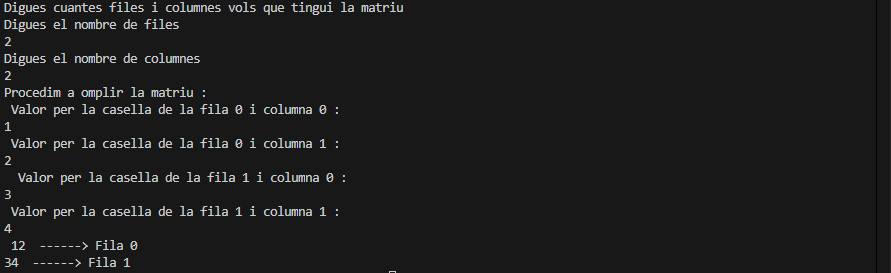 Digues cuantes files i columnes vols que tingui la matriu
Digues el nombre de files
2
Digues el nombre de columnes
2
Procedim a omplir la matriu :
 Valor per la casella de la fila 0 i columna 0 :
1
 Valor per la casella de la fila 0 i columna 1 :
2
  Valor per la casella de la fila 1 i columna 0 :
3
 Valor per la casella de la fila 1 i columna 1 :
4
 12  ------> Fila 0
34  ------> Fila 1